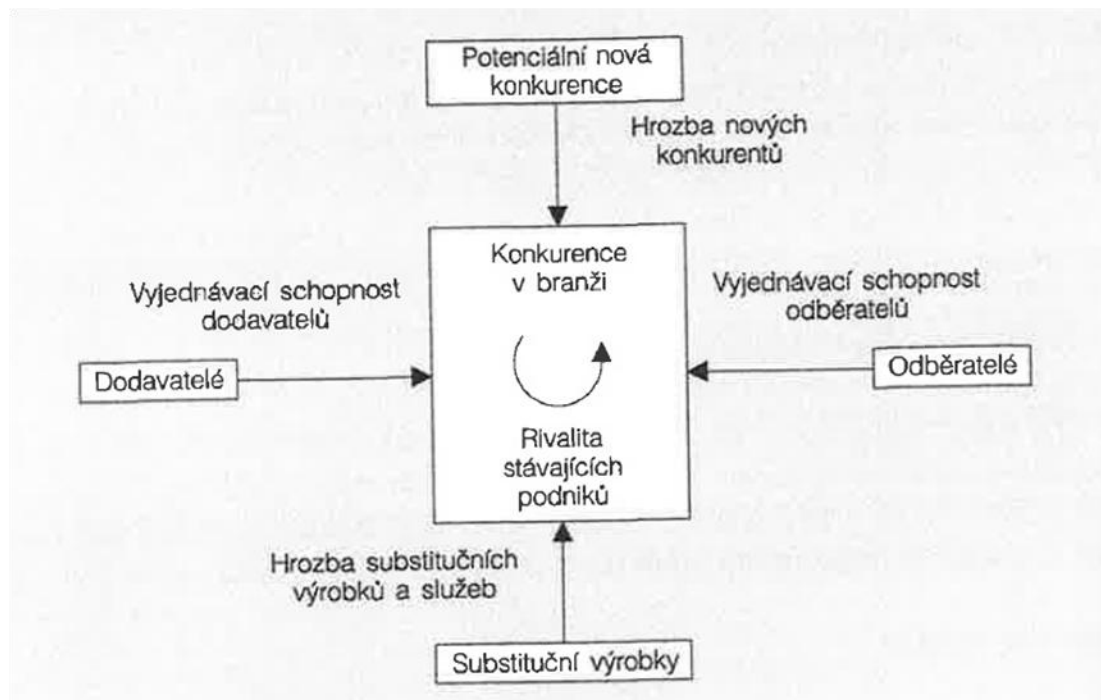 Potenciální nová
konkurence
Hrozba nových
konkurentů
Konkurence
v branži
Vyjednávací schopnost
dodavatelů
Vyjednávací schopnost
odběratelů
Dodavatelé
Odběratelé
Rivalita
stávajících
podniků
Hrozba substitučních
výrobků a služeb
Substituční výrobky